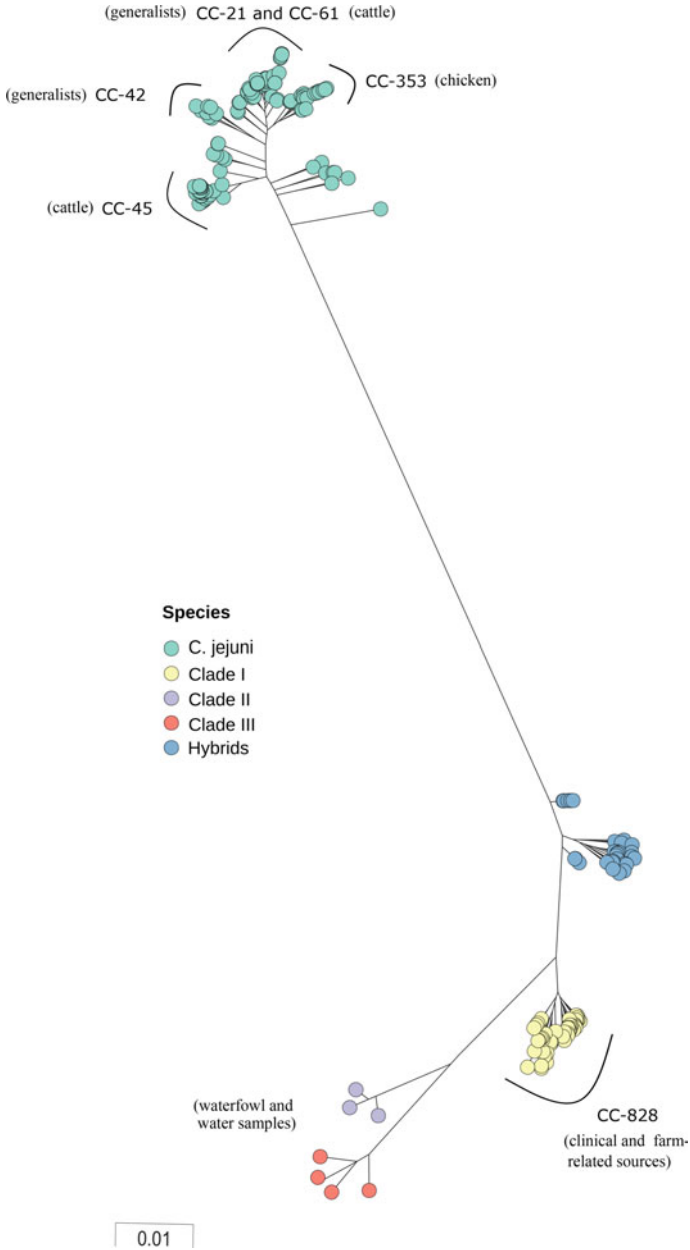 (generalists) CC-21 and CC-61 (cattle)
CC-353 (chicken)
(generalists) CC-42
(cattle) CC-45
Species
C. jejuni
Clade I
Clade II
Clade III
Hybrids
(waterfowl and
water samples)
CC-828
(clinical and farm-
related sources)
0.01